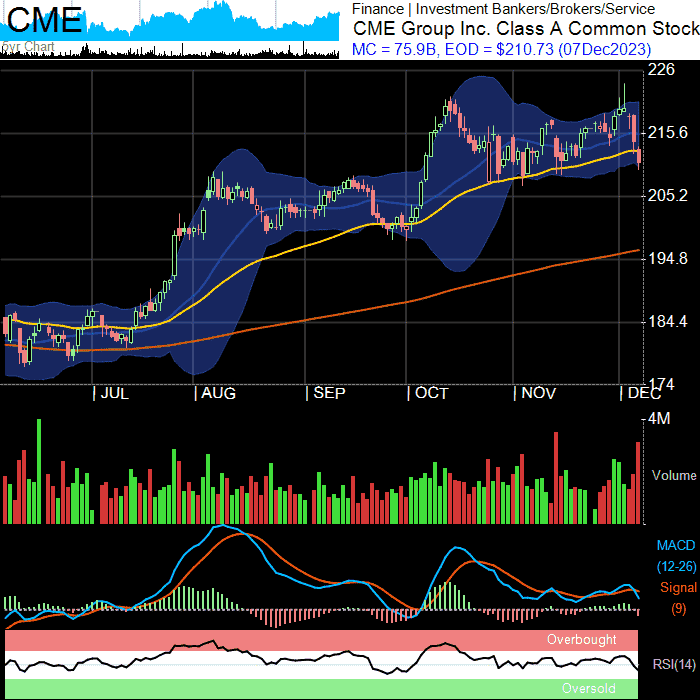 CME
Finance | Investment Bankers/Brokers/Service
CME Group Inc. Class A Common Stock
MC = 75.9B, EOD = $210.73 (07Dec2023)
226
215.6
205.2
194.8
184.4
174
| JUL | AUG | SEP | OCT | NOV | DEC
4M
Volume
MACD
(12-26)
Signal
(9)
Overbought
RSI(14)
Oversold